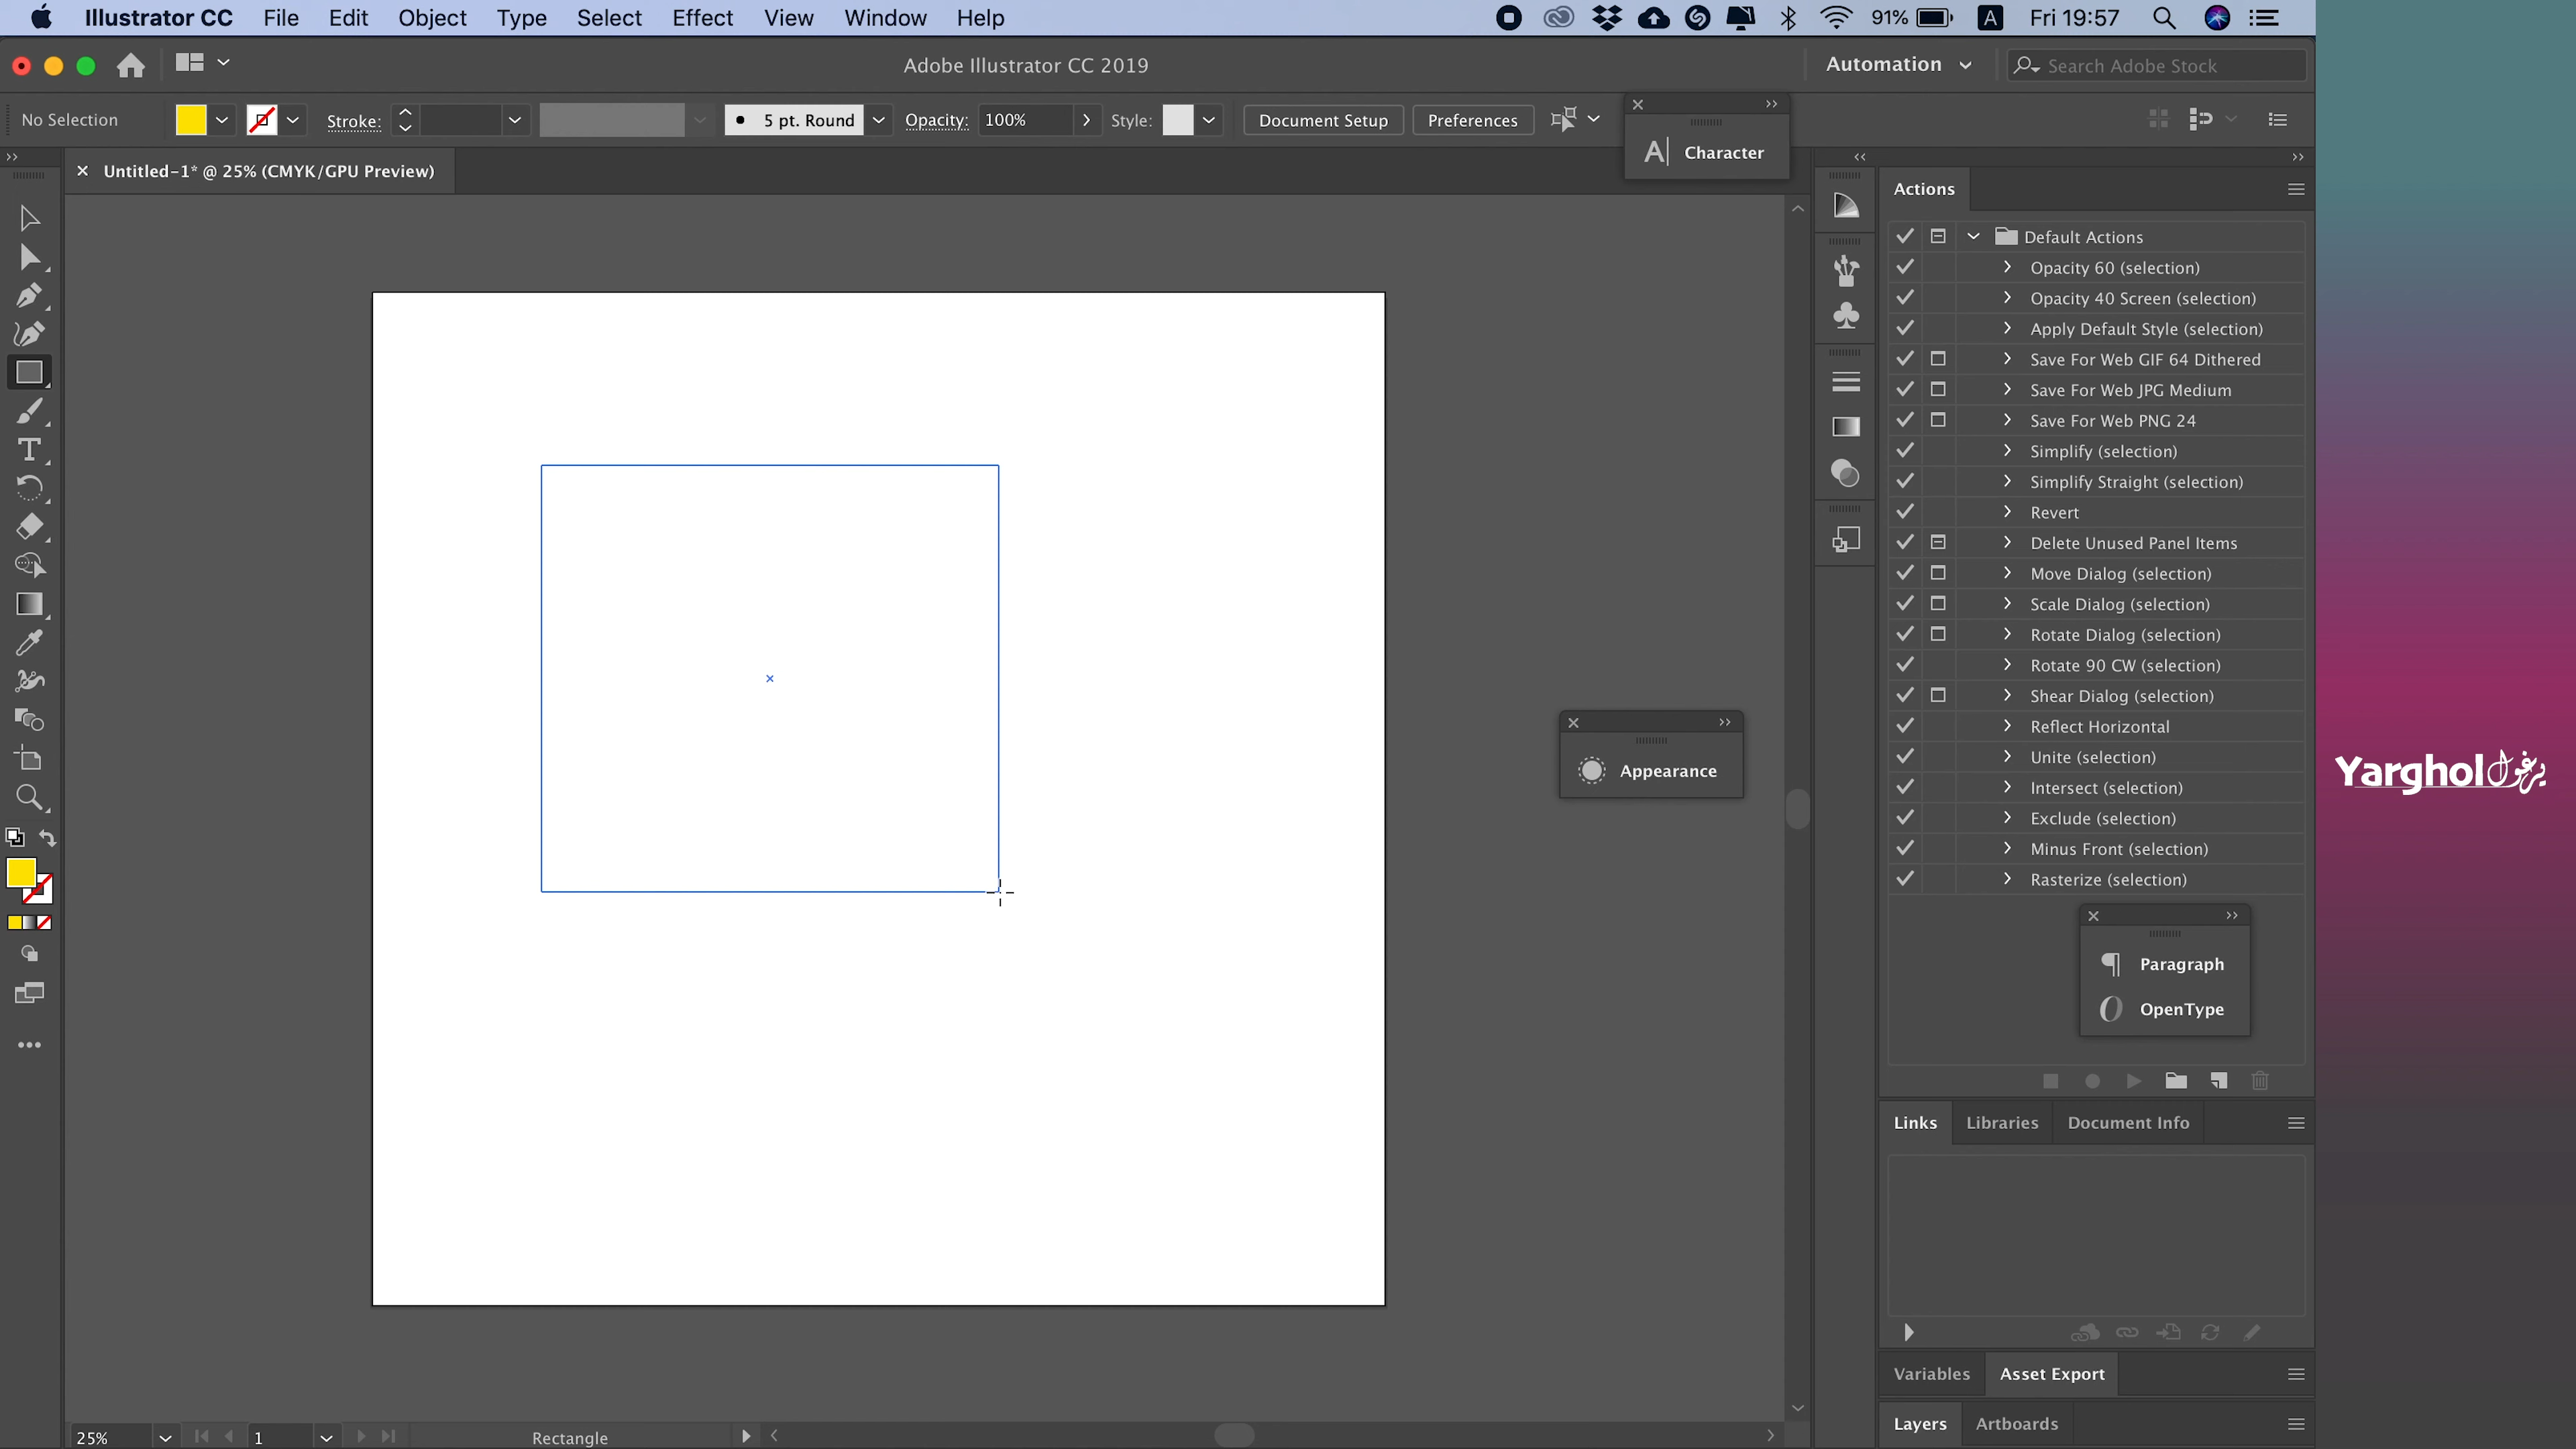 Illustrator CC File Edit Object Type Select Effect View Window Help 91% A Fri 19:57
Adobe Illustrator CC 2019 Automation Search Adobe Stock
No Selection Stroke: 5 pt. Round Opacity: 100% Style: Document Setup Preferences
A Character
Untitled-1* @ 25% (CMYK/GPU Preview)
Actions
Default Actions
Opacity 60 (selection)
Opacity 40 Screen (selection)
Apply Default Style (selection)
Save For Web GIF 64 Dithered
Save For Web JPG Medium
Save For Web PNG 24
Simplify (selection)
Simplify Straight (selection)
Revert
Delete Unused Panel Items
Move Dialog (selection)
Scale Dialog (selection)
Rotate Dialog (selection)
Rotate 90 CW (selection)
Shear Dialog (selection)
Reflect Horizontal
Unite (selection)
Intersect (selection)
Exclude (selection)
Minus Front (selection)
Rasterize (selection)
Appearance
Yarghol يرغول
Paragraph
OpenType
Links Libraries Document Info
Variables Asset Export
Layers Artboards
25% 1 Rectangle